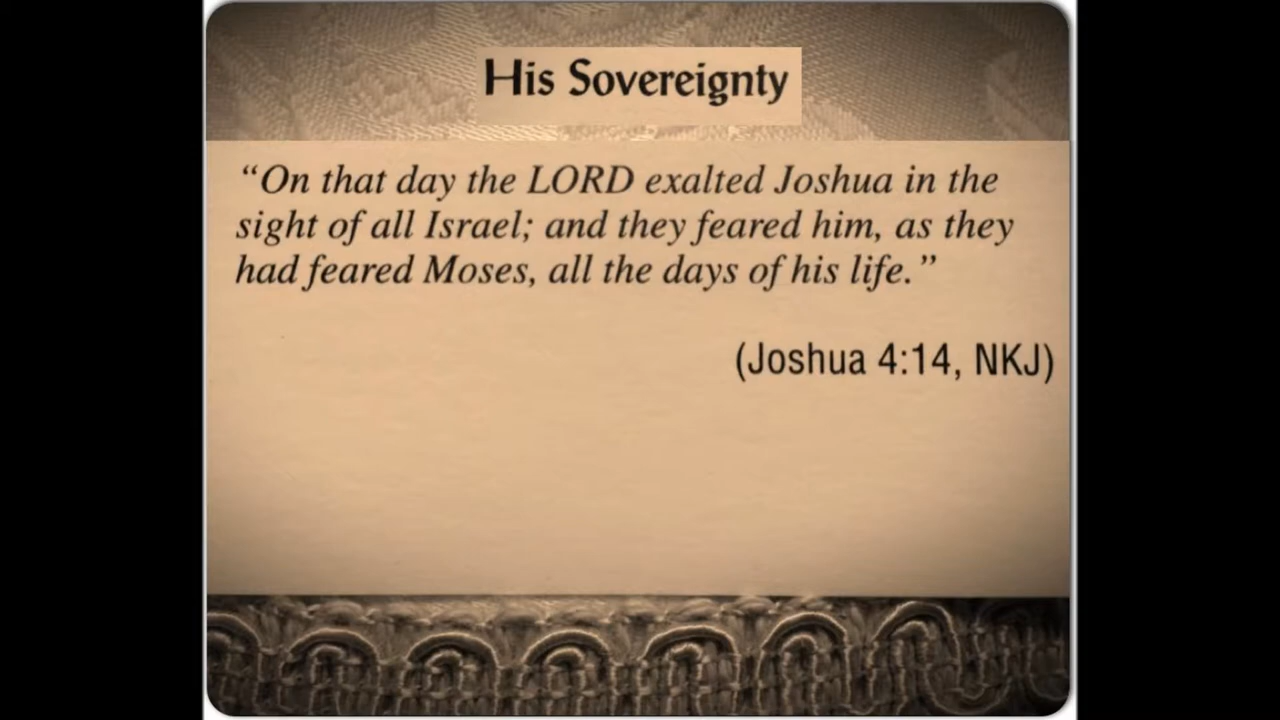 His Sovereignty
“On that day the LORD exalted Joshua in the
sight of all Israel; and they feared him, as they
had feared Moses, all the days of his life.”
(Joshua 4:14, NKJ)